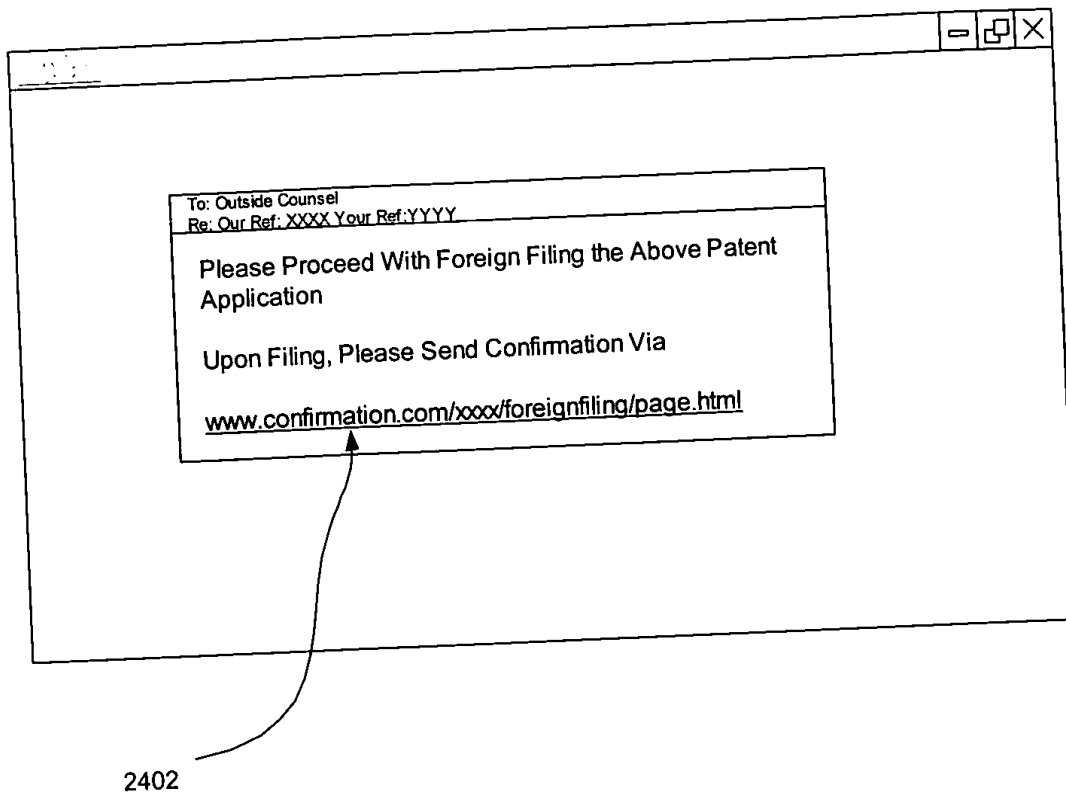 To: Outside Counsel
Re: Our Ref: XXXX Your Ref:YYYY
Please Proceed With Foreign Filing the Above Patent
Application
Upon Filing, Please Send Confirmation Via
www.confirmation.com/xxxx/foreignfiling/page.html
2402